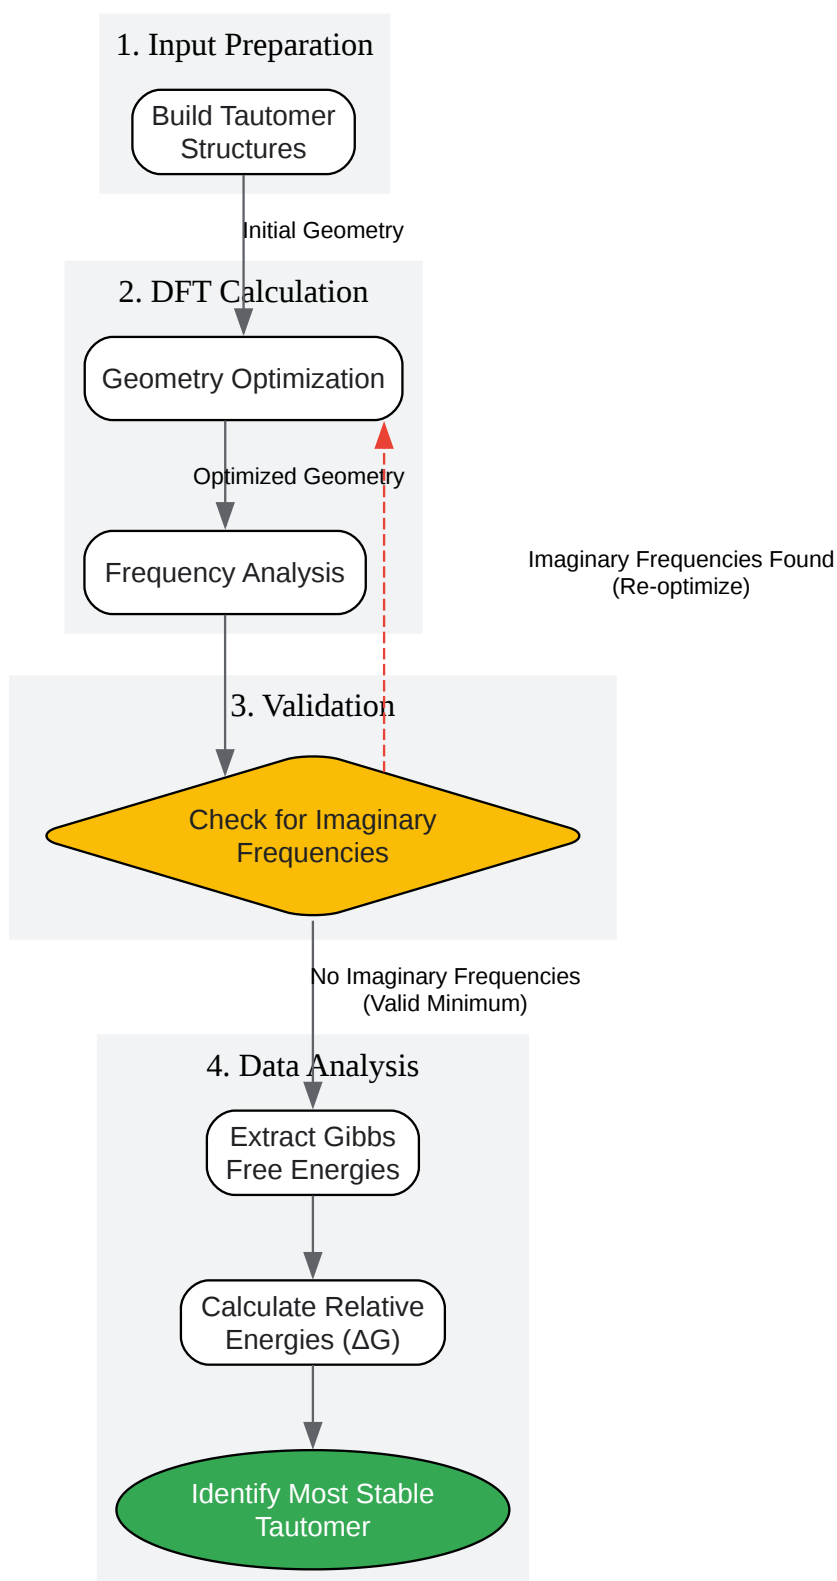 1. Input Preparation
Build Tautomer
Structures
Initial Geometry
2. DFT Calculation
Geometry Optimization
Optimized Geometry
Frequency Analysis
Imaginary Frequencies Found
(Re-optimize)
3. Validation
Check for Imaginary
Frequencies
No Imaginary Frequencies
(Valid Minimum)
4. Data Analysis
Extract Gibbs
Free Energies
Calculate Relative
Energies (ΔG)
Identify Most Stable
Tautomer